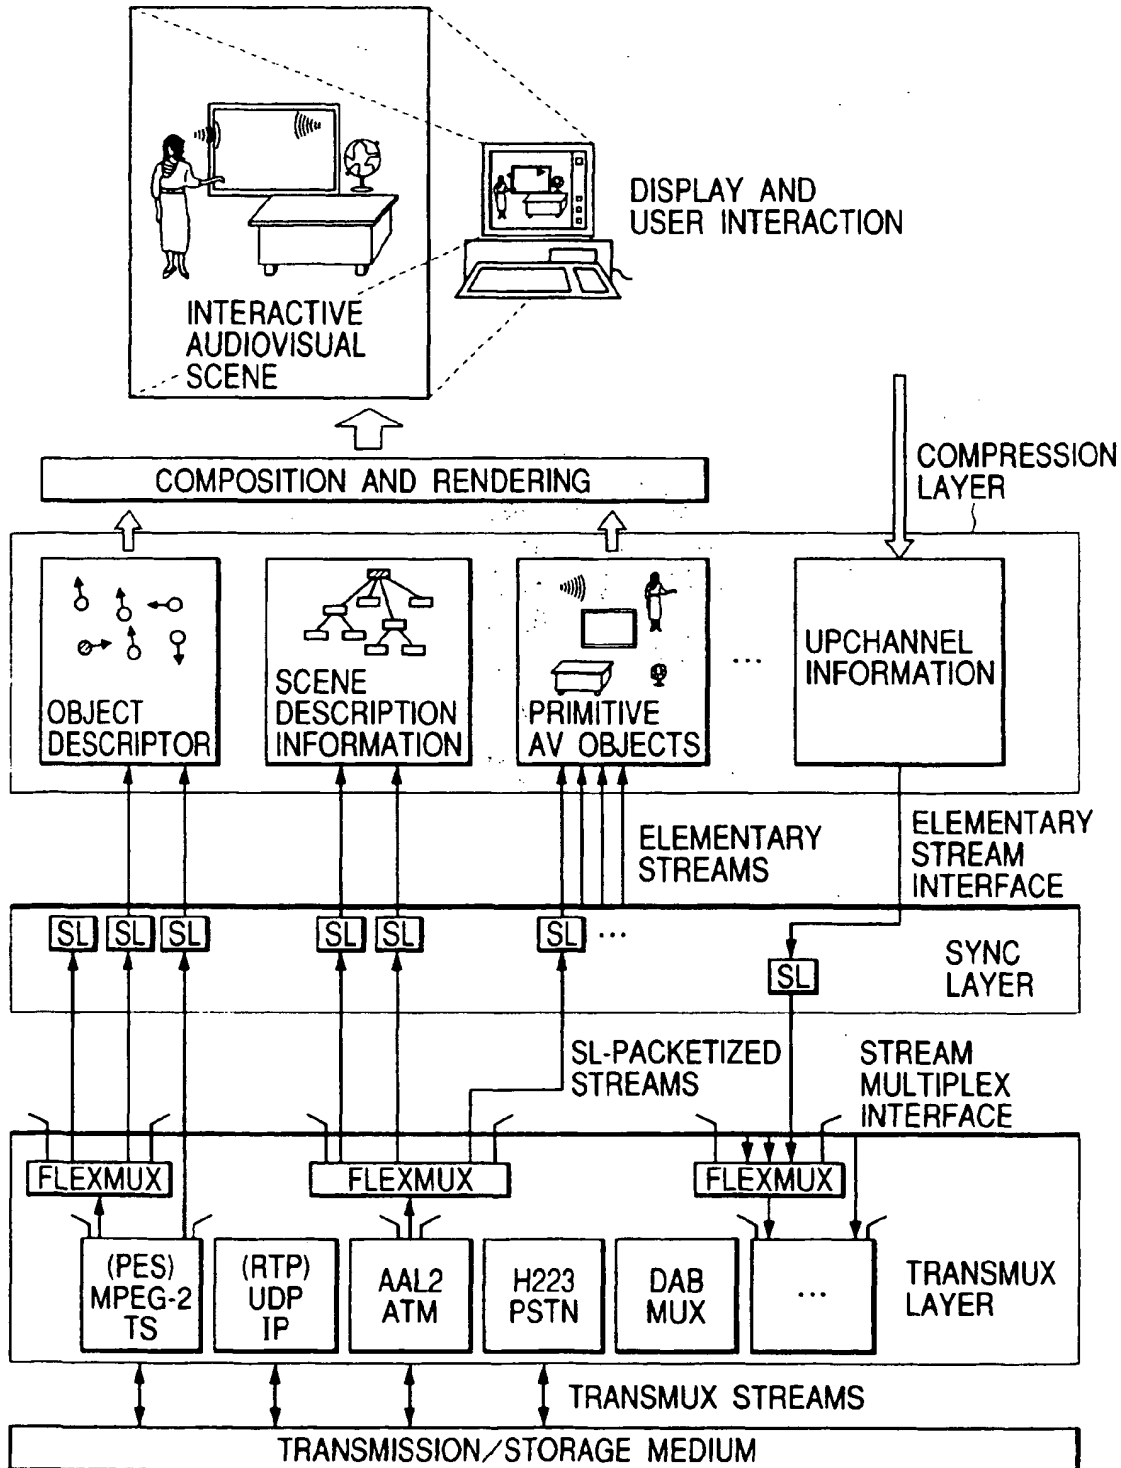 DISPLAY AND
USER INTERACTION
INTERACTIVE
AUDIOVISUAL
SCENE
COMPOSITION AND RENDERING
COMPRESSION
LAYER
OBJECT
DESCRIPTOR
SCENE
DESCRIPTION
INFORMATION
PRIMITIVE
AV OBJECTS
...
UPCHANNEL
INFORMATION
ELEMENTARY
STREAMS
ELEMENTARY
STREAM
INTERFACE
SL
SL
SL
SL
SL
SL
...
SL
SYNC
LAYER
SL-PACKETIZED
STREAMS
STREAM
MULTIPLEX
INTERFACE
FLEXMUX
FLEXMUX
FLEXMUX
(PES)
MPEG-2
TS
(RTP)
UDP
IP
AAL2
ATM
H223
PSTN
DAB
MUX
...
TRANSMUX
LAYER
TRANSMUX STREAMS
TRANSMISSION/STORAGE MEDIUM